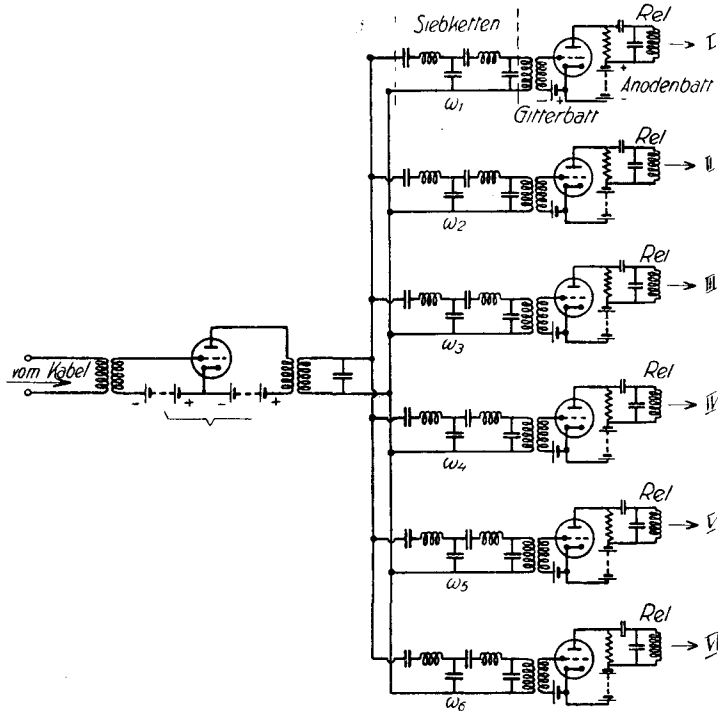 Siebketten
Rel
I
ω1
Gitterbatt
Anodenbatt
Rel
II
ω2
Rel
III
ω3
vom Kabel
Rel
IV
ω4
Rel
V
ω5
Rel
VI
ω6